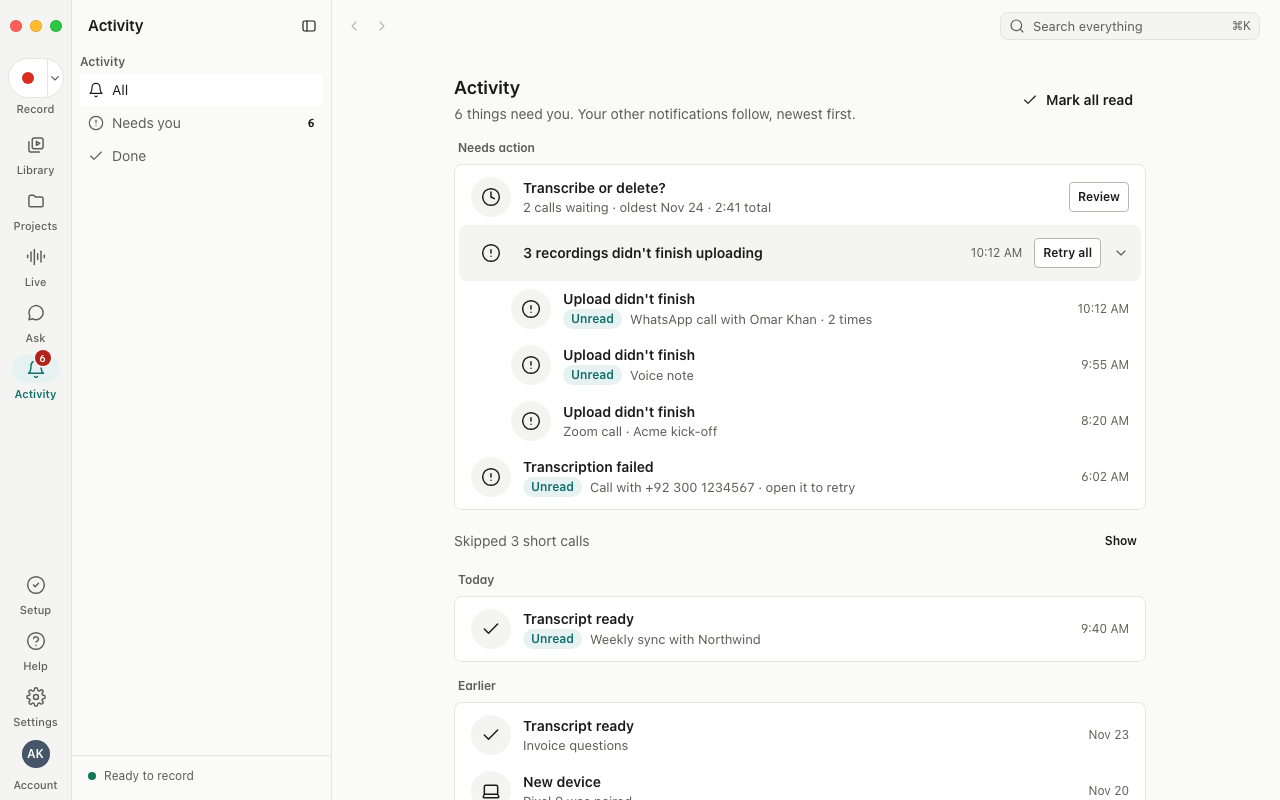 Activity
Search everything
⌘K
Record
Library
Projects
Live
Ask
6
Activity
Setup
Help
Settings
AK
Account
Activity
All
Needs you
6
Done
Ready to record
Activity
6 things need you. Your other notifications follow, newest first.
Mark all read
Needs action
Transcribe or delete?
2 calls waiting · oldest Nov 24 · 2:41 total
Review
3 recordings didn't finish uploading
10:12 AM
Retry all
Upload didn't finish
Unread WhatsApp call with Omar Khan · 2 times
10:12 AM
Upload didn't finish
Unread Voice note
9:55 AM
Upload didn't finish
Zoom call · Acme kick-off
8:20 AM
Transcription failed
Unread Call with +92 300 1234567 · open it to retry
6:02 AM
Skipped 3 short calls
Show
Today
Transcript ready
Unread Weekly sync with Northwind
9:40 AM
Earlier
Transcript ready
Invoice questions
Nov 23
New device
Nov 20